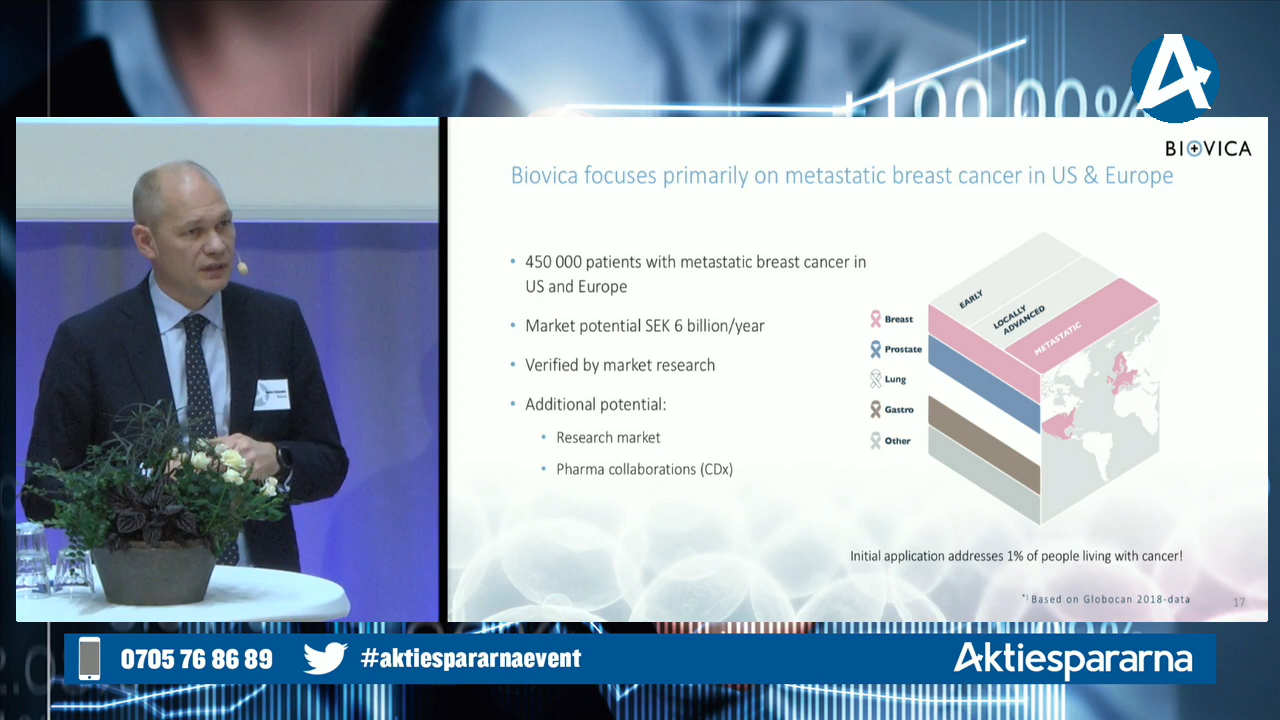 +100.00%
A
BIOVICA
Biovica focuses primarily on metastatic breast cancer in US & Europe
• 450 000 patients with metastatic breast cancer in
US and Europe
• Market potential SEK 6 billion/year
• Verified by market research
• Additional potential:
• Research market
• Pharma collaborations (CDx)
EARLY
LOCALLY
ADVANCED
METASTATIC
Breast
Prostate
Lung
Gastro
Other
Initial application addresses 1% of people living with cancer!
*) Based on Globocan 2018-data
17
0705 76 86 89
#aktiespararnaevent
Aktiespararna